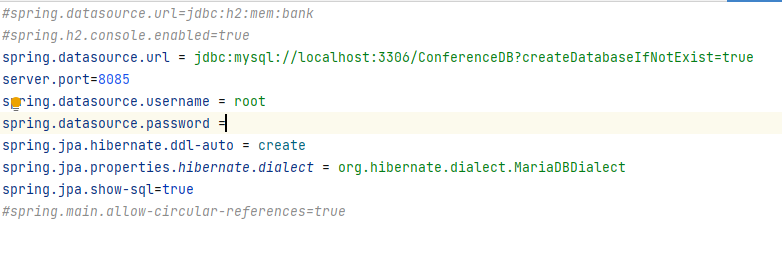 #spring.datasource.url=jdbc:h2:mem:bank
#spring.h2.console.enabled=true
spring.datasource.url = jdbc:mysql://localhost:3306/ConferenceDB?createDatabaseIfNotExist=true
server.port=8085
spring.datasource.username = root
spring.datasource.password =
spring.jpa.hibernate.ddl-auto = create
spring.jpa.properties.hibernate.dialect = org.hibernate.dialect.MariaDBDialect
spring.jpa.show-sql=true
#spring.main.allow-circular-references=true